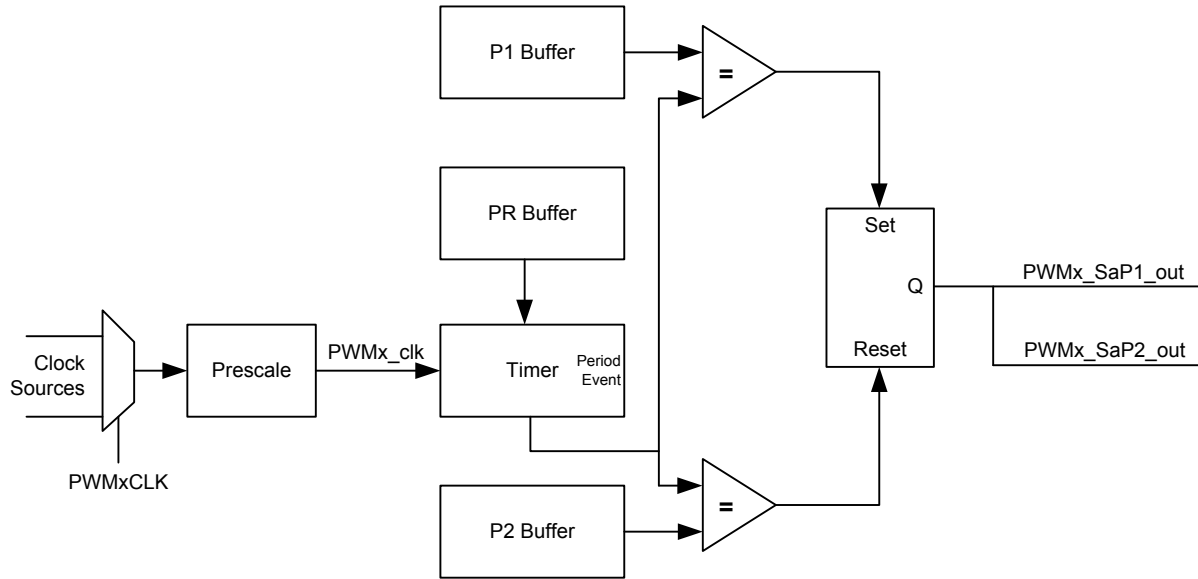 P1 Buffer
=
PR Buffer
Set
Q
PWMx_SaP1_out
PWMx_SaP2_out
Reset
Clock
Sources
Prescale
PWMx_clk
Timer
Period
Event
PWMxCLK
P2 Buffer
=